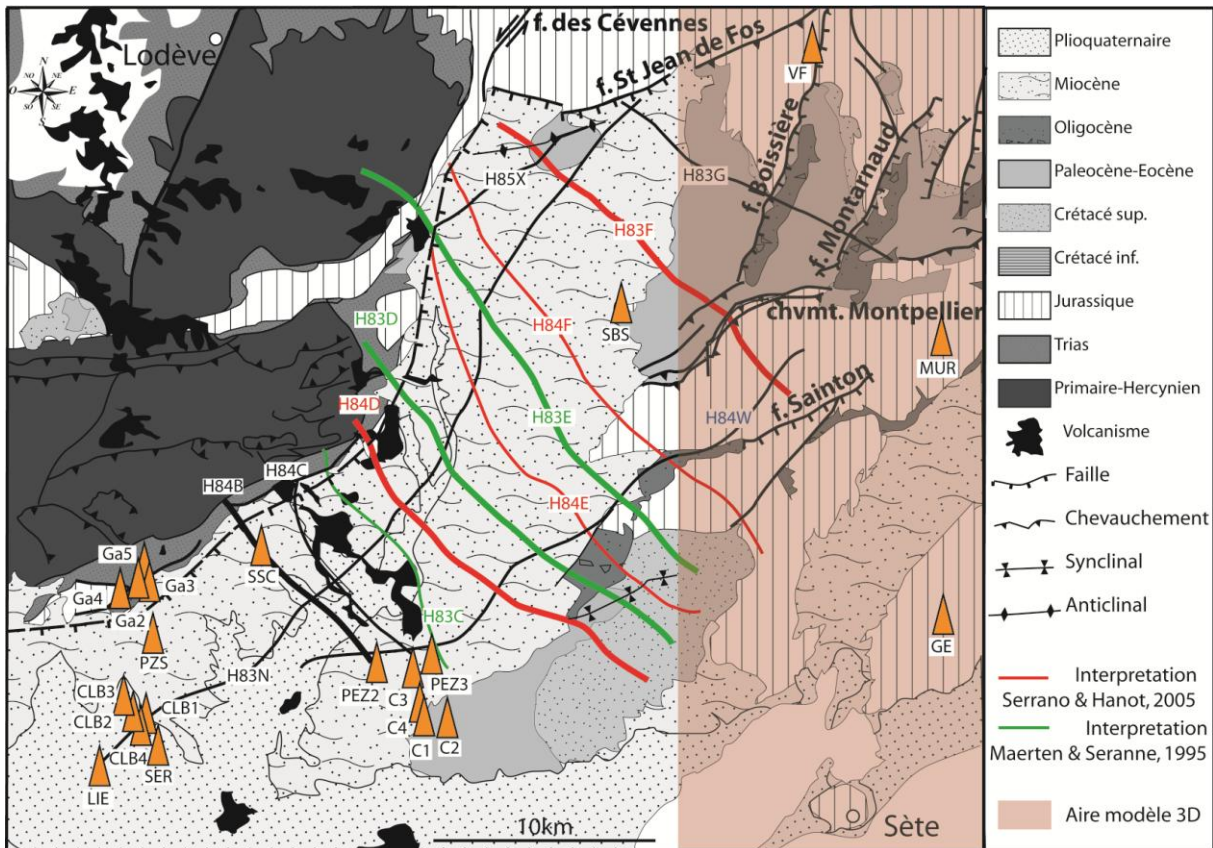 f. des Cévennes
Lodève
f. St Jean de Fos
VF
N
NO
NE
O
E
SO
SE
S
H85X
H83G
f. Boissière
f. Montarnaud
H83F
H83D
H84F
SBS
chvmt. Montpellier
MUR
H84D
H83E
H84W
f. Sainton
H84C
H84B
H84E
Ga5
Ga4
Ga3
Ga2
SSC
PZS
H83C
GE
H83N
PEZ2
PEZ3
C3
C4
C1
C2
CLB3
CLB2
CLB1
CLB4
SER
LIE
10km
Sète
Plioquaternaire
Miocène
Oligocène
Paleocène-Eocène
Crétacé sup.
Crétacé inf.
Jurassique
Trias
Primaire-Hercynien
Volcanisme
Faille
Chevauchement
Synclinal
Anticlinal
Interpretation
Serrano & Hanot, 2005
Interpretation
Maerten & Seranne, 1995
Aire modèle 3D